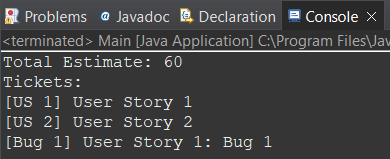 Problems @ Javadoc Declaration Console
<terminated> Main [Java Application] C:\Program Files\Jav
Total Estimate: 60
Tickets:
[US 1] User Story 1
[US 2] User Story 2
[Bug 1] User Story 1: Bug 1